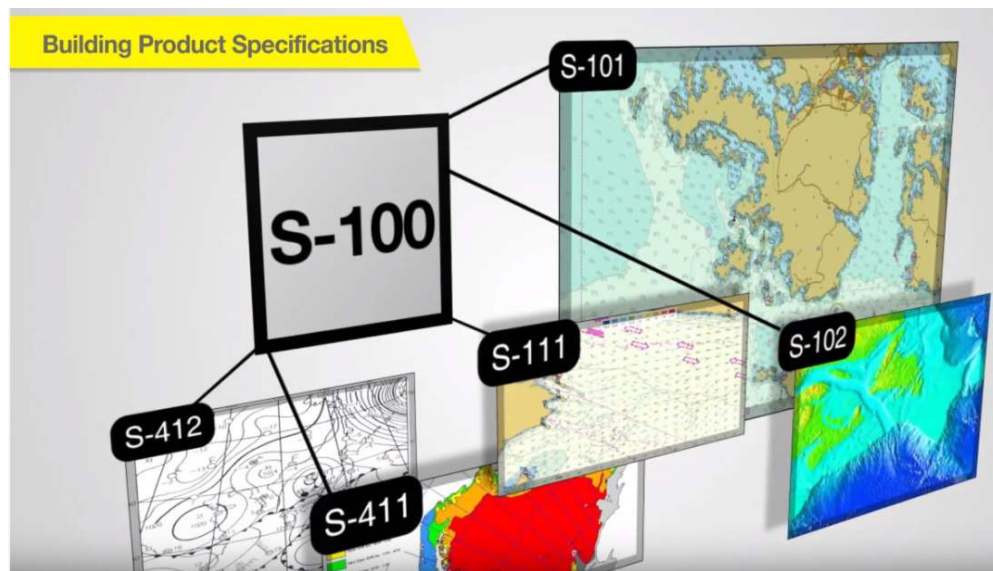 Building Product Specifications
S-101
S-100
S-102
S-111
S-412
S-411